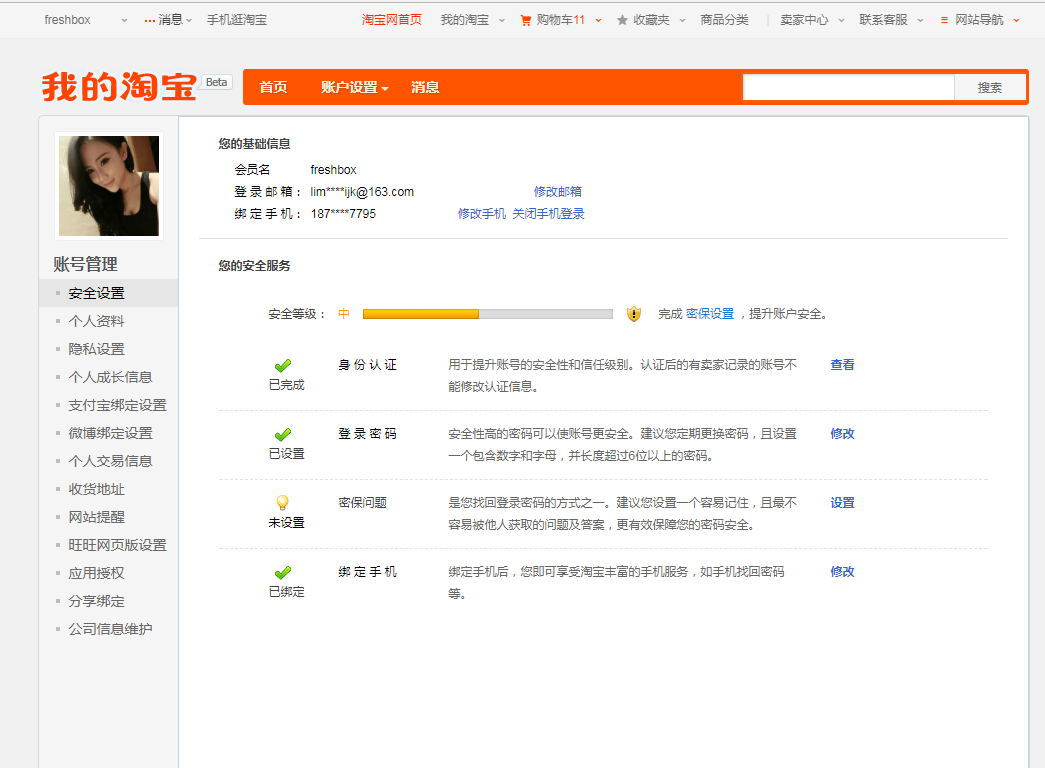 freshbox 消息 手机逛淘宝 淘宝网首页 我的淘宝 购物车11 收藏夹 商品分类 卖家中心 联系客服 网站导航
我的淘宝 Beta 首页 账户设置 消息 搜索
您的基础信息
会员名 freshbox
登录邮箱： lim****ijk@163.com 修改邮箱
绑定手机： 187****7795 修改手机 关闭手机登录
账号管理
安全设置
个人资料
隐私设置
个人成长信息
支付宝绑定设置
微博绑定设置
个人交易信息
收货地址
网站提醒
旺旺网页版设置
应用授权
分享绑定
公司信息维护
您的安全服务
安全等级： 中 完成 密保设置 ，提升账户安全。
身份认证 用于提升账号的安全性和信任级别。认证后的有卖家记录的账号不 查看
已完成 能修改认证信息。
登录密码 安全性高的密码可以使账号更安全。建议您定期更换密码，且设置 修改
已设置 一个包含数字和字母，并长度超过6位以上的密码。
密保问题 是您找回登录密码的方式之一。建议您设置一个容易记住，且最不 设置
未设置 容易被他人获取的问题及答案，更有效保障您的密码安全。
绑定手机 绑定手机后，您即可享受淘宝丰富的手机服务，如手机找回密码 修改
已绑定 等。